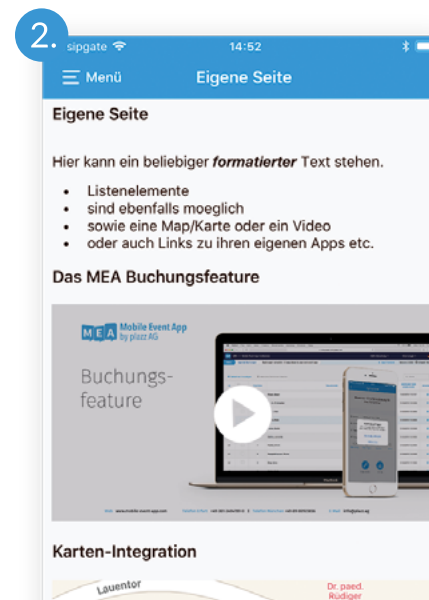 2.
sipgate 14:52
Menü Eigene Seite
Eigene Seite
Hier kann ein beliebiger formatierter Text stehen.
• Listenelemente
• sind ebenfalls moeglich
• sowie eine Map/Karte oder ein Video
• oder auch Links zu ihren eigenen Apps etc.
Das MEA Buchungsfeature
MEA Mobile Event App
by plazz AG
Buchungs-
feature
Karten-Integration
Lauentor
Dr. paed.
Rüdiger